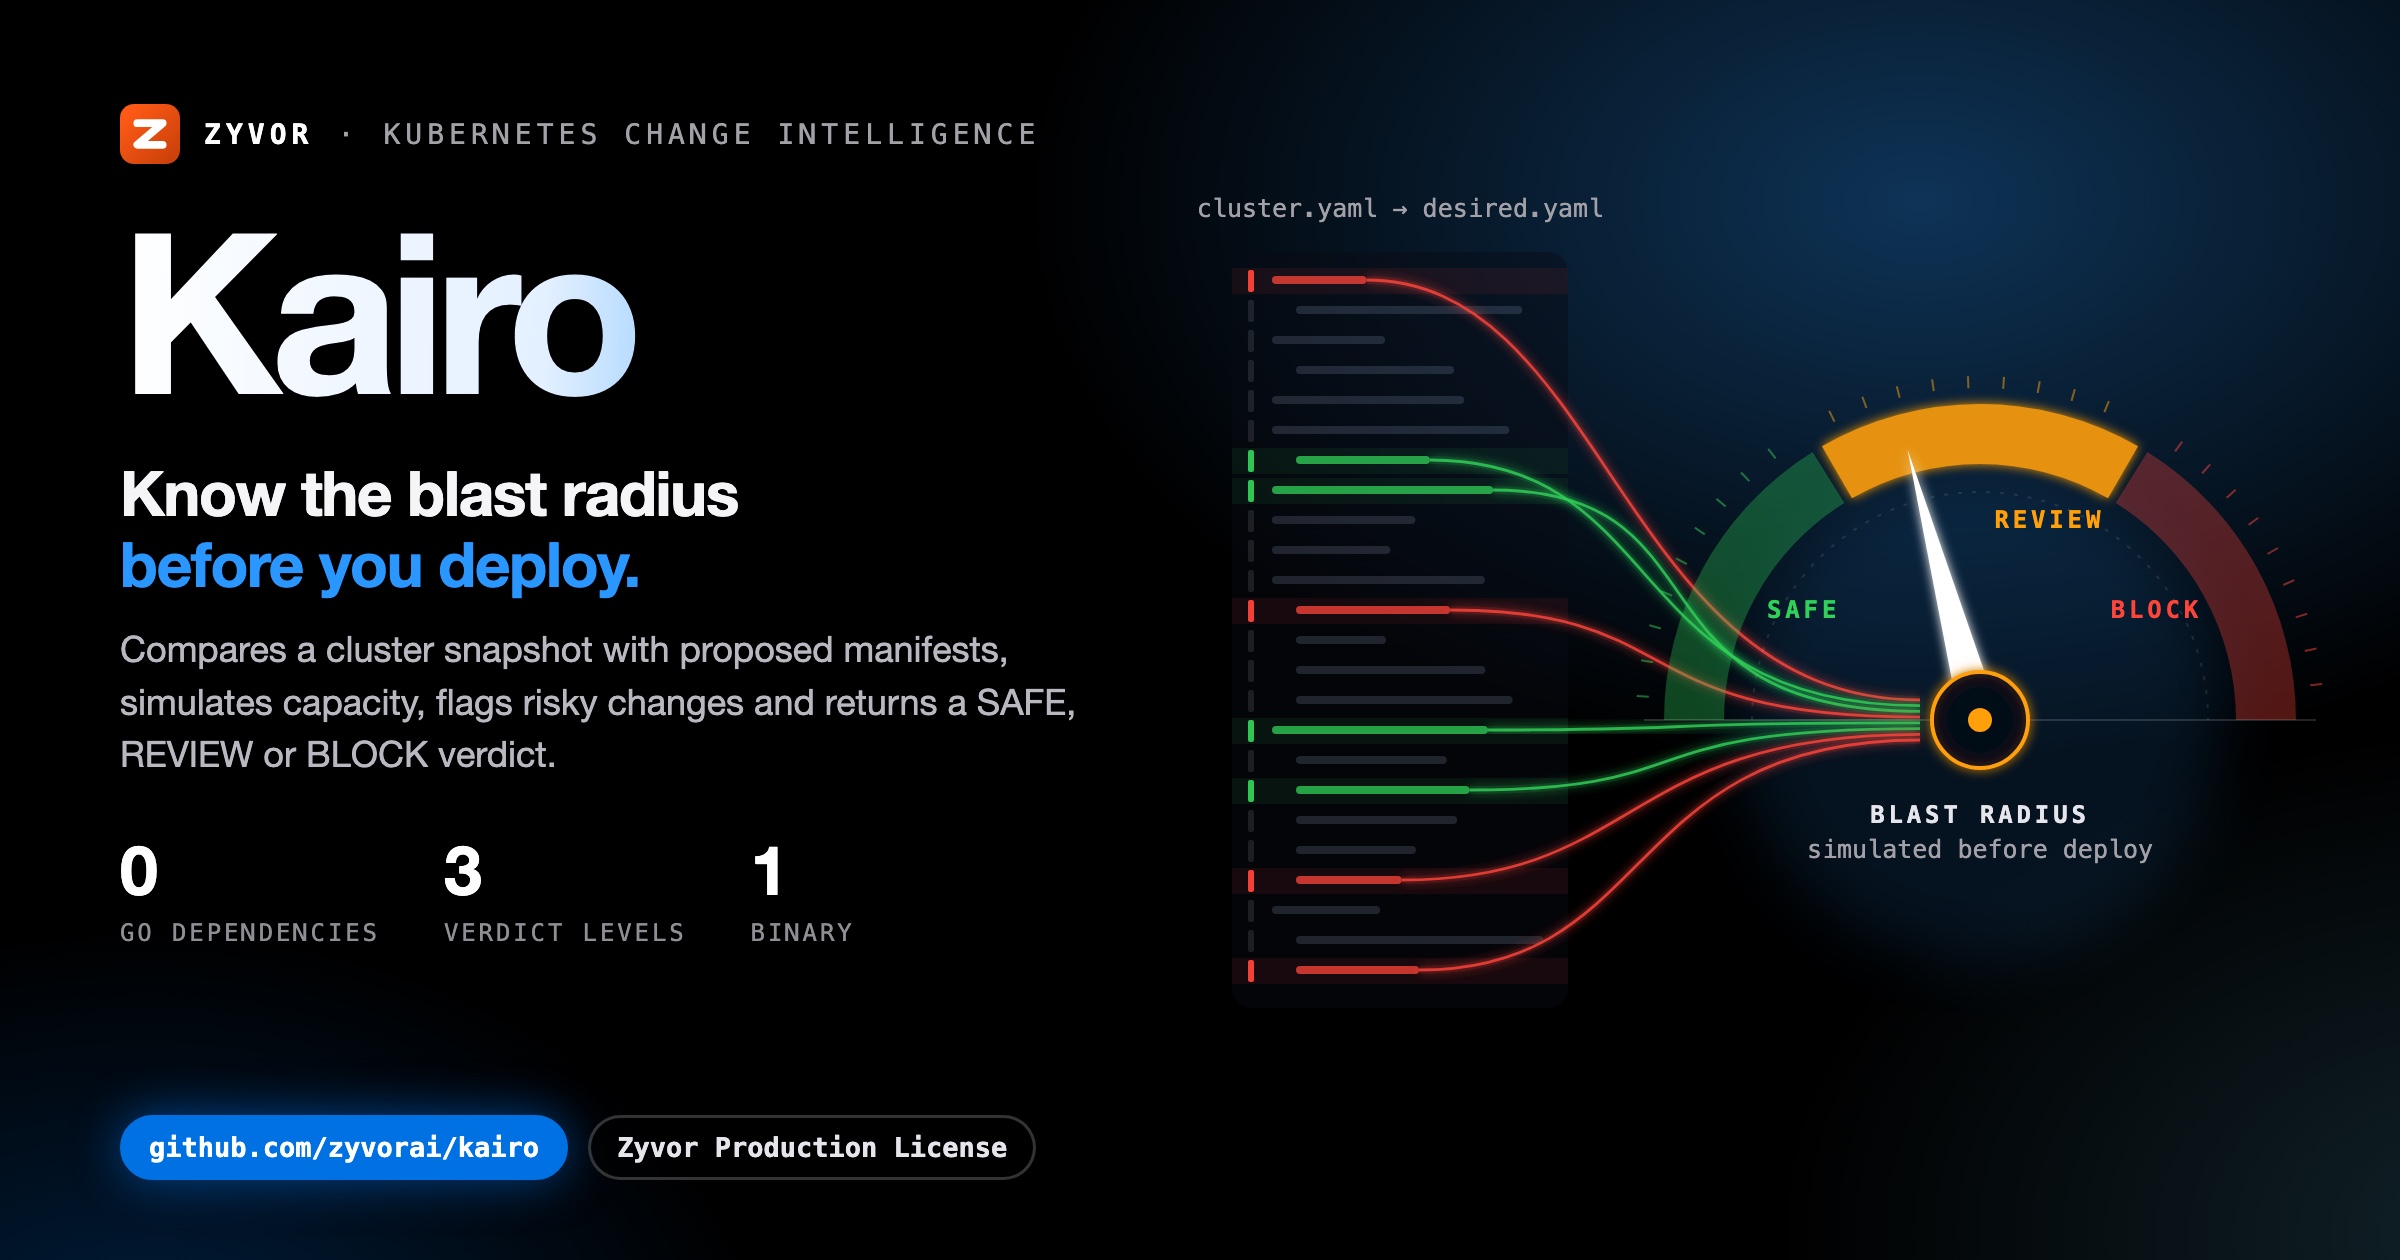 Z ZYVOR · KUBERNETES CHANGE INTELLIGENCE
Kairo
Know the blast radius
before you deploy.
Compares a cluster snapshot with proposed manifests,
simulates capacity, flags risky changes and returns a SAFE,
REVIEW or BLOCK verdict.
0
GO DEPENDENCIES
3
VERDICT LEVELS
1
BINARY
github.com/zyvorai/kairo
Zyvor Production License
cluster.yaml → desired.yaml
REVIEW
SAFE
BLOCK
BLAST RADIUS
simulated before deploy